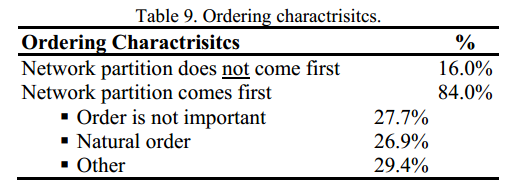 Table 9. Ordering charactrisitcs.
Ordering Charactrisitcs %
Network partition does not come first 16.0%
Network partition comes first 84.0%
▪ Order is not important 27.7%
▪ Natural order 26.9%
▪ Other 29.4%